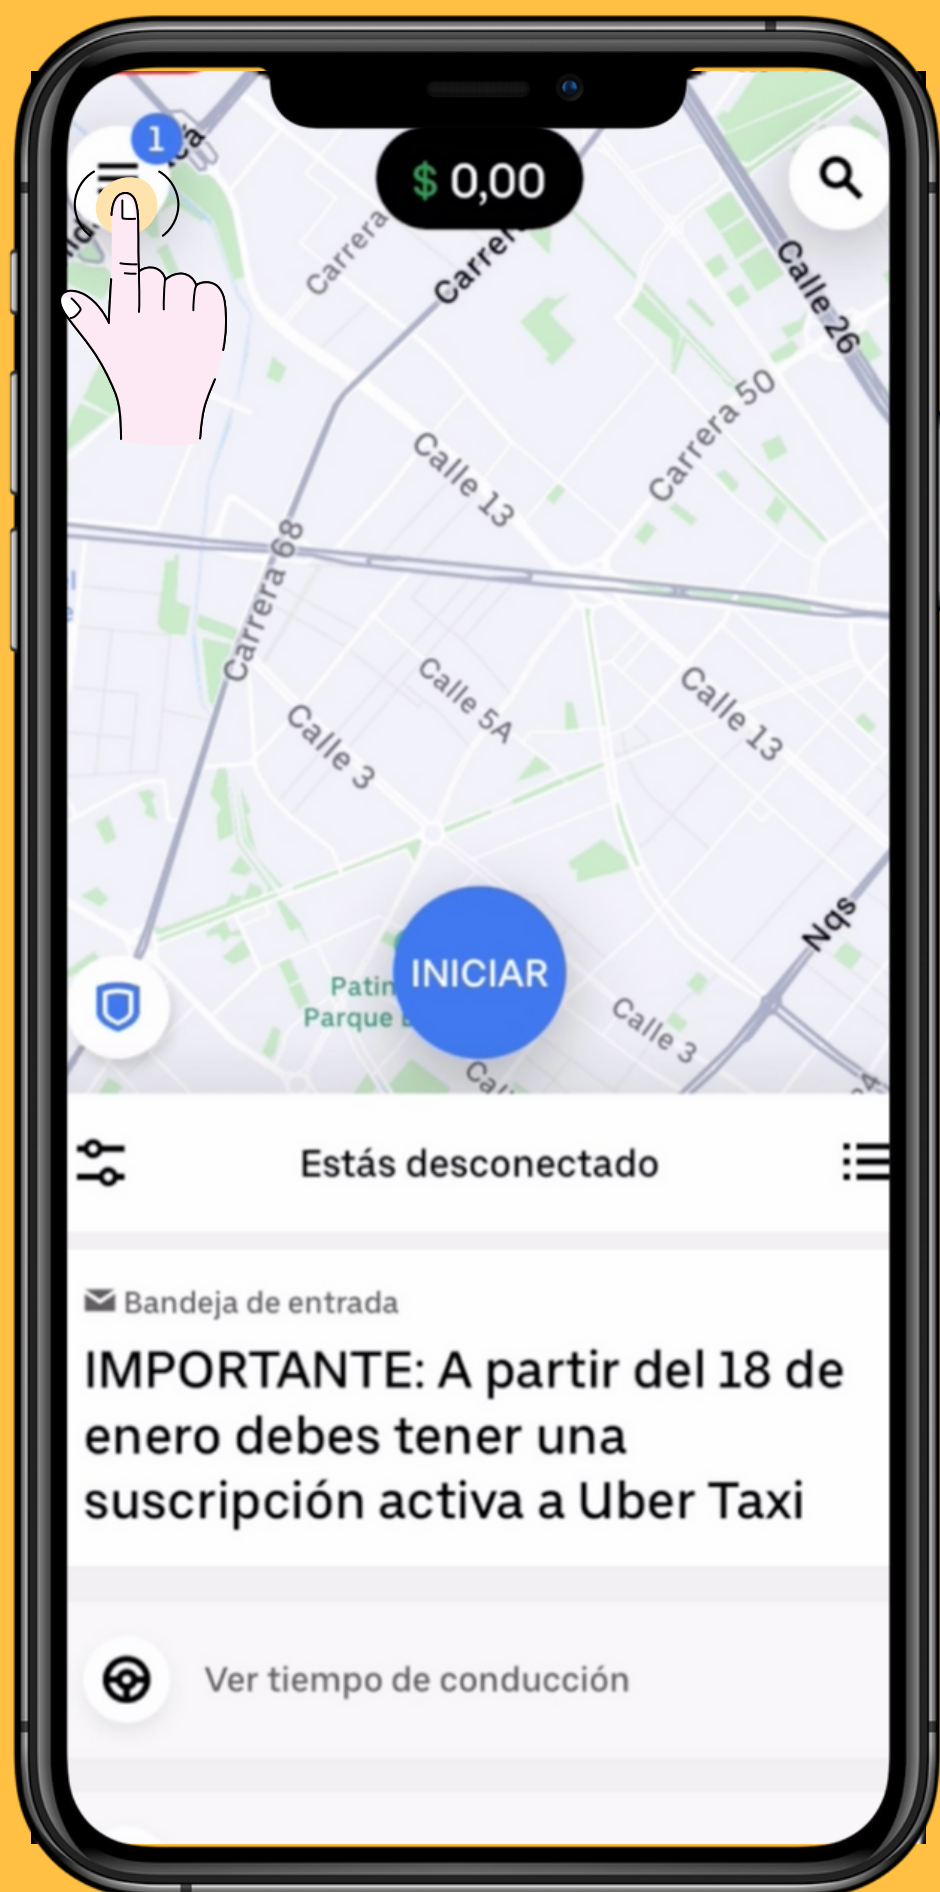 1
$ 0,00
Carrera
Calle 26
Carrera 50
Calle 13
Carrera 68
Calle 5A
Calle 13
Calle 3
Nqs
INICIAR
Patin
Parque
Calle 3
Estás desconectado
Bandeja de entrada
IMPORTANTE: A partir del 18 de
enero debes tener una
suscripción activa a Uber Taxi
Ver tiempo de conducción